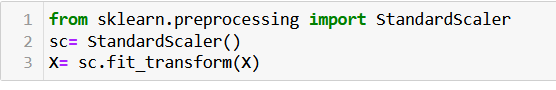 1 from sklearn.preprocessing import StandardScaler
2 sc= StandardScaler()
3 X= sc.fit_transform(X)